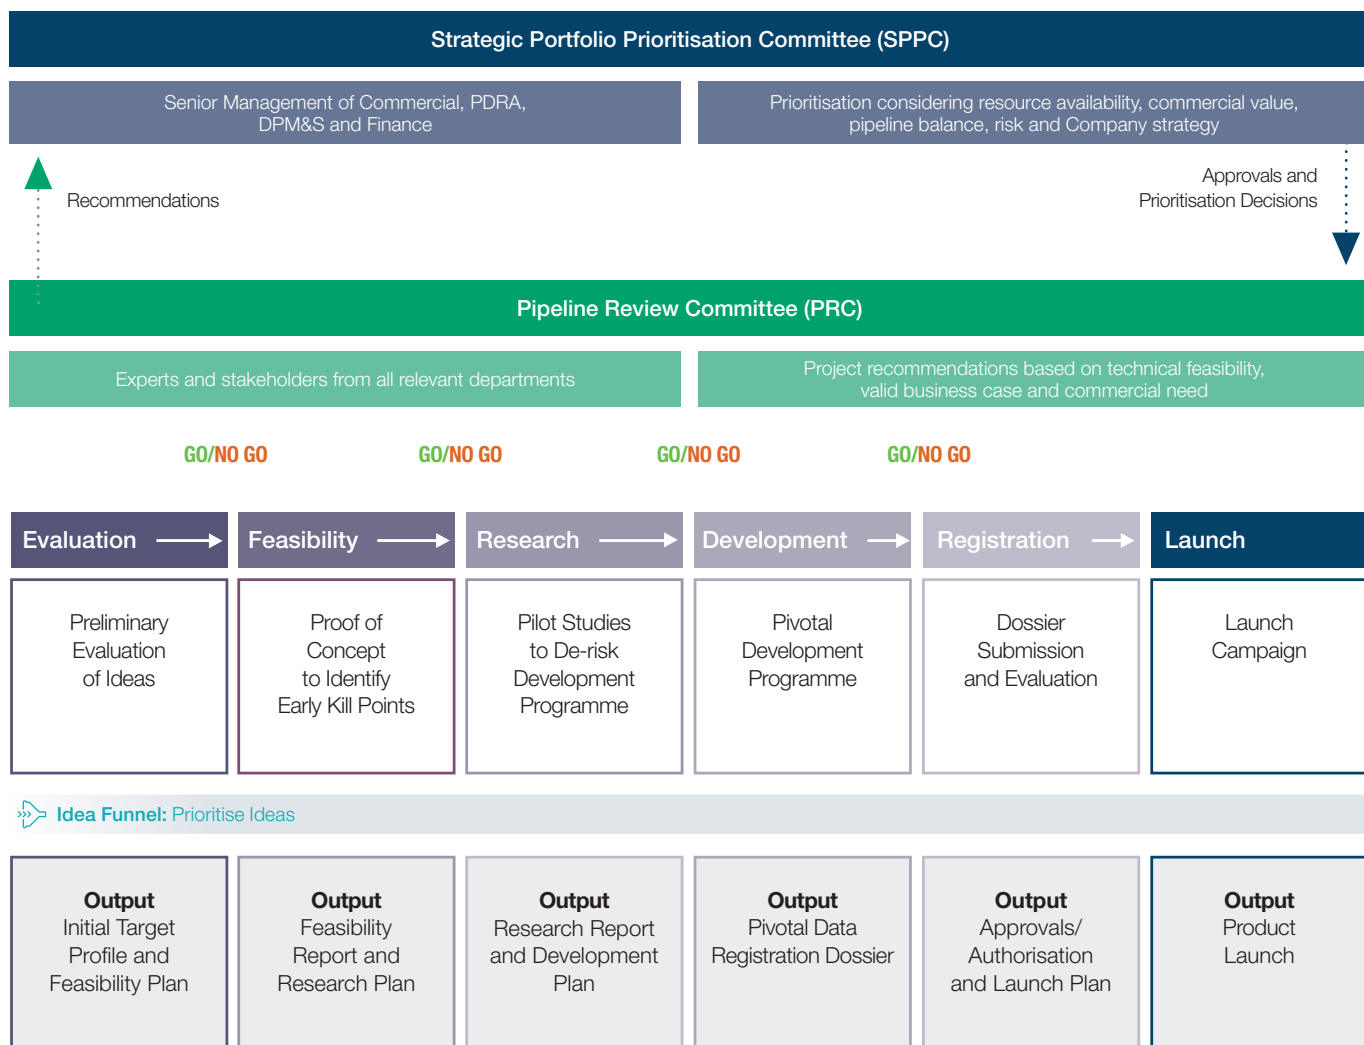 Strategic Portfolio Prioritisation Committee (SPPC)
Senior Management of Commercial, PDRA,
DPM&S and Finance
Prioritisation considering resource availability, commercial value,
pipeline balance, risk and Company strategy
Recommendations
Approvals and
Prioritisation Decisions
Pipeline Review Committee (PRC)
Experts and stakeholders from all relevant departments
Project recommendations based on technical feasibility,
valid business case and commercial need
GO/NO GO
GO/NO GO
GO/NO GO
GO/NO GO
Evaluation
Feasibility
Research
Development
Registration
Launch
Preliminary
Evaluation
of Ideas
Proof of
Concept
to Identify
Early Kill Points
Pilot Studies
to De-risk
Development
Programme
Pivotal
Development
Programme
Dossier
Submission
and Evaluation
Launch
Campaign
Idea Funnel: Prioritise Ideas
Output
Initial Target
Profile and
Feasibility Plan
Output
Feasibility
Report and
Research Plan
Output
Research Report
and Development
Plan
Output
Pivotal Data
Registration Dossier
Output
Approvals/
Authorisation
and Launch Plan
Output
Product
Launch